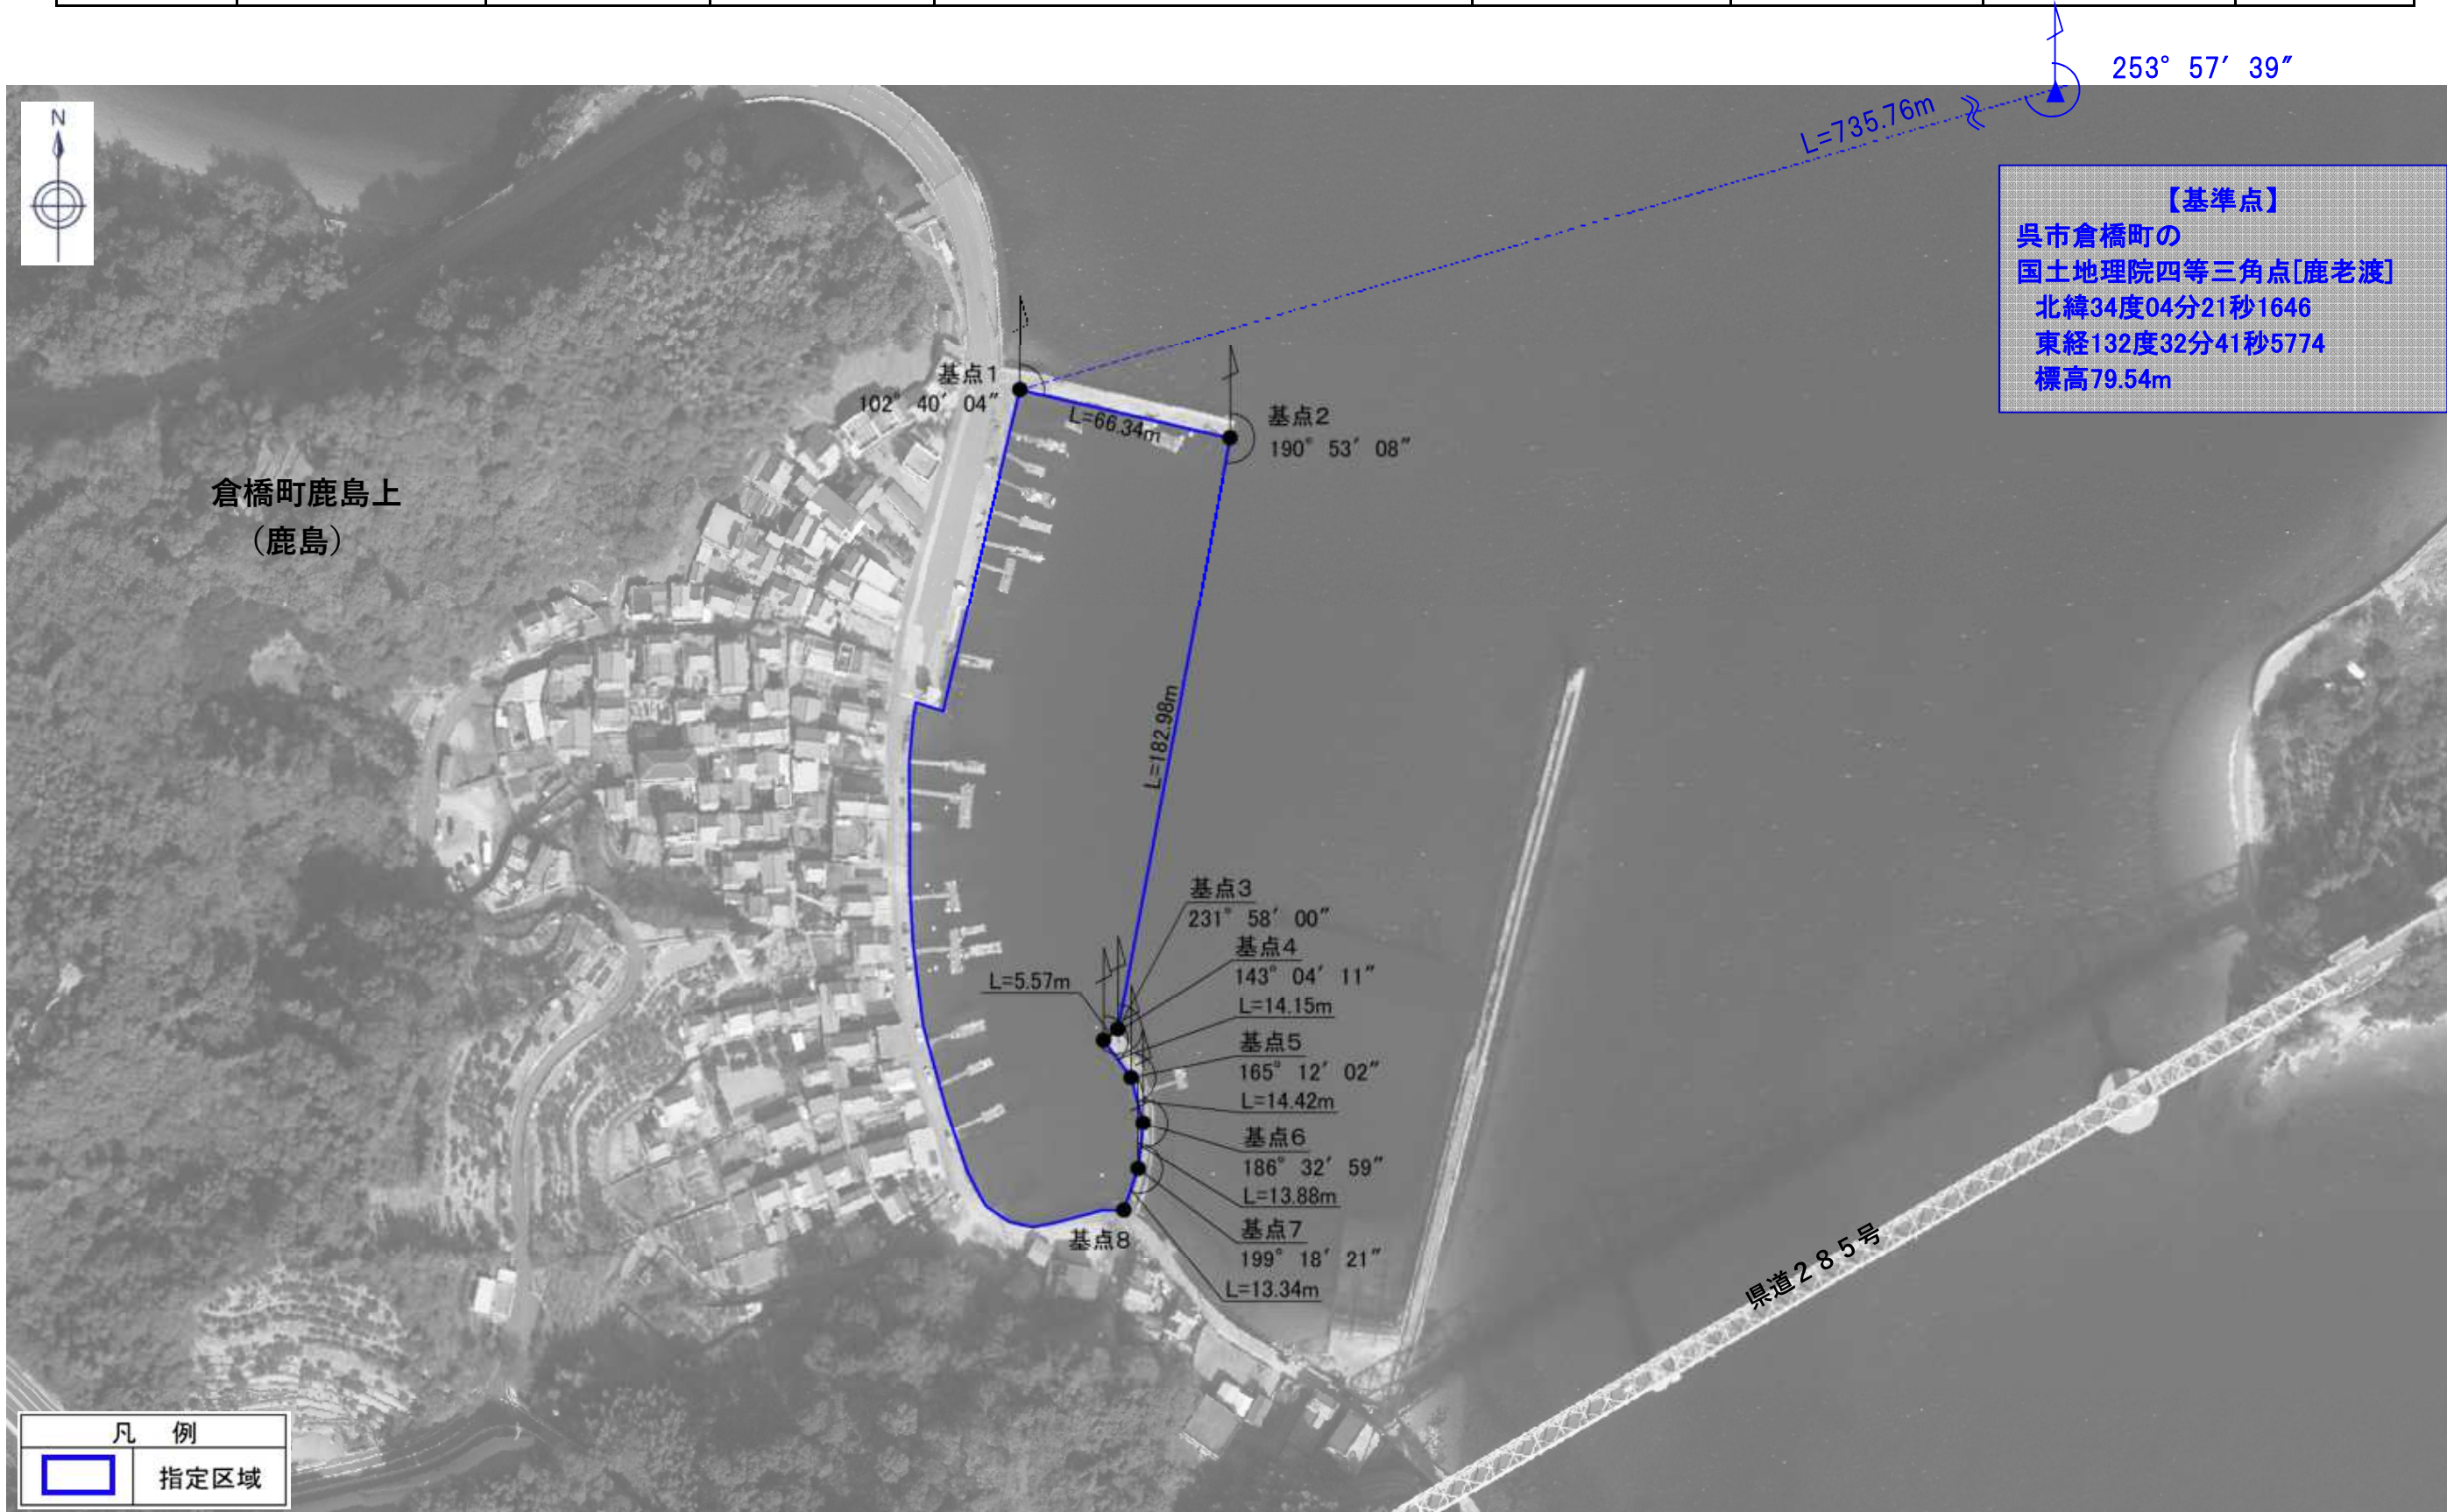 253° 57′ 39″
N
L=735.76m
【基準点】
呉市倉橋町の
国土地理院四等三角点[鹿老渡]
北緯34度04分21秒1646
東経132度32分41秒5774
標高79.54m
基点1
102° 40′ 04″
L=66.34m
基点2
190° 53′ 08″
倉橋町鹿島上
(鹿島)
L=182.98m
基点3
231° 58′ 00″
基点4
143° 04′ 11″
L=5.57m
L=14.15m
基点5
165° 12′ 02″
L=14.42m
基点6
186° 32′ 59″
L=13.88m
基点7
199° 18′ 21″
基点8
L=13.34m
県道285号
凡 例
指定区域